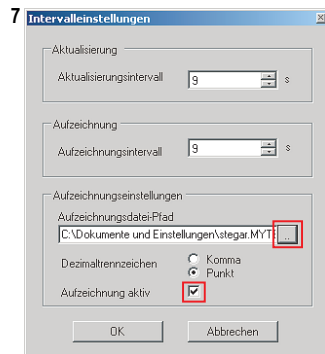 7
Intervalleinstellungen
Aktualisierung
Aktualisierungsintervall 9 s
Aufzeichnung
Aufzeichnungsintervall 9 s
Aufzeichnungseinstellungen
Aufzeichnungsdatei-Pfad
C:\Dokumente und Einstellungen\stegar.MYT ...
Dezimaltrennzeichen Komma
Punkt
Aufzeichnung aktiv
OK Abbrechen